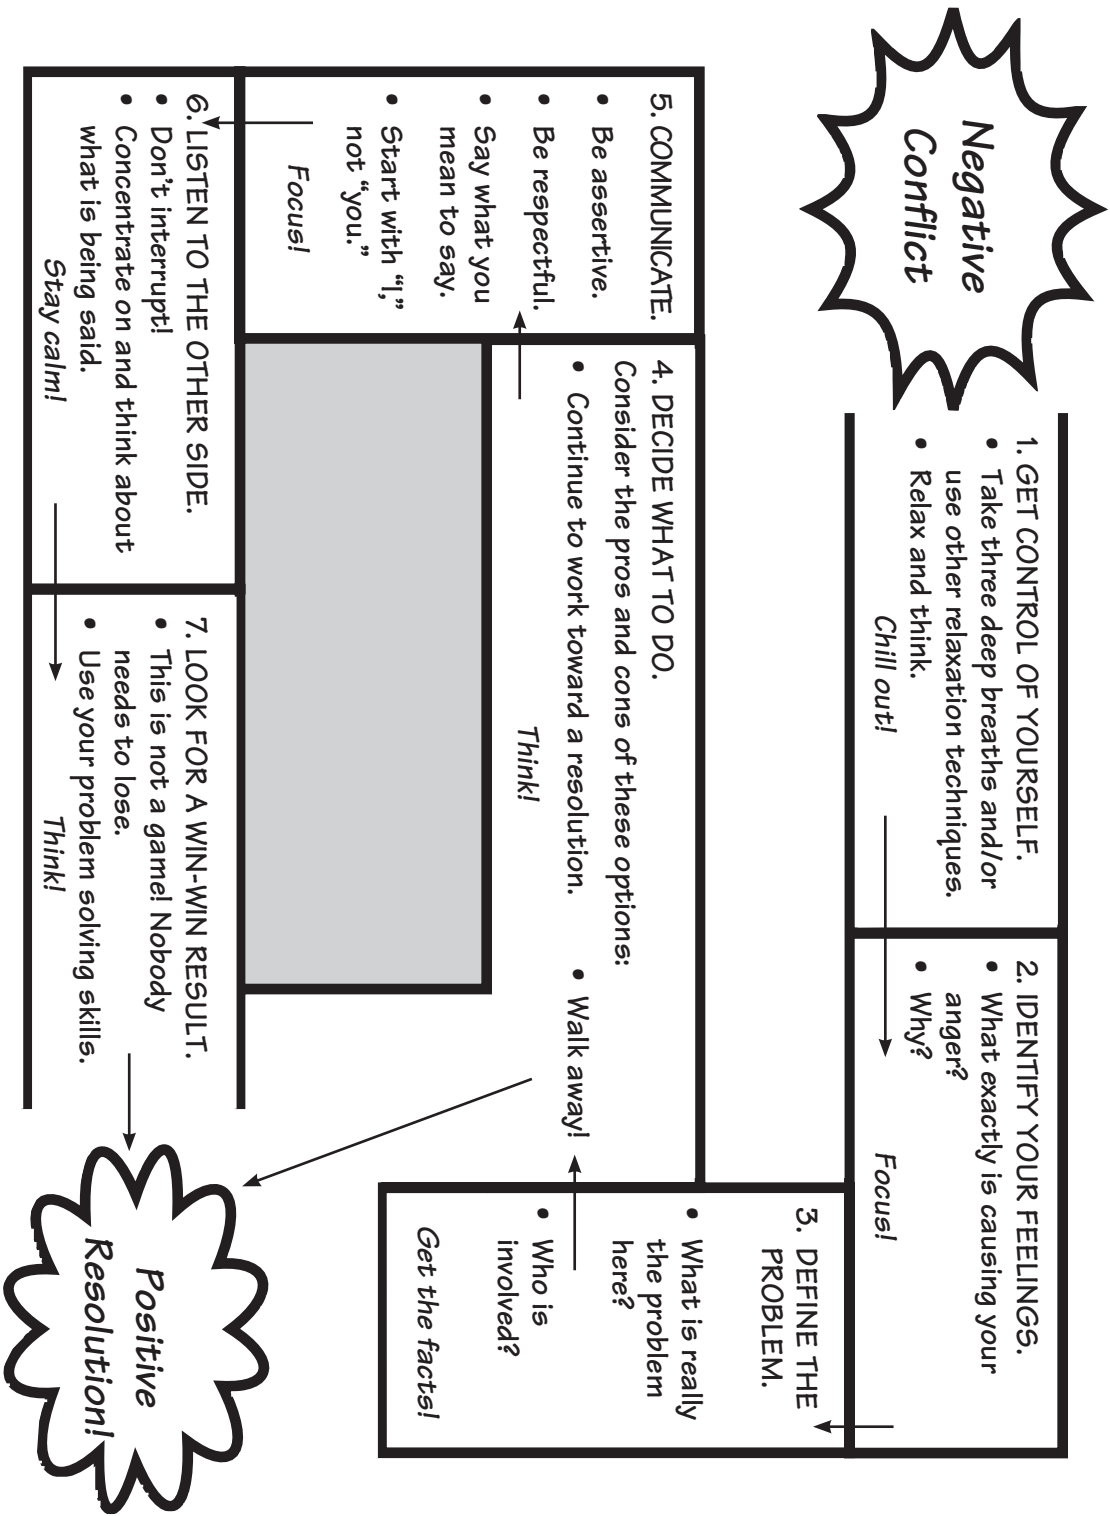 Negative
Conflict
1. GET CONTROL OF YOURSELF.
• Take three deep breaths and/or
use other relaxation techniques.
• Relax and think.
Chill out!
2. IDENTIFY YOUR FEELINGS.
• What exactly is causing your
anger?
• Why?
Focus!
3. DEFINE THE
PROBLEM.
• What is really
the problem
here?
• Who is
involved?
Get the facts!
4. DECIDE WHAT TO DO.
Consider the pros and cons of these options:
• Continue to work toward a resolution.
• Walk away!
Think!
5. COMMUNICATE.
• Be assertive.
• Be respectful.
• Say what you
mean to say.
• Start with “I,”
not “you.”
Focus!
6. LISTEN TO THE OTHER SIDE.
• Don’t interrupt!
• Concentrate on and think about
what is being said.
Stay calm!
7. LOOK FOR A WIN-WIN RESULT.
• This is not a game! Nobody
needs to lose.
• Use your problem solving skills.
Think!
Positive
Resolution!